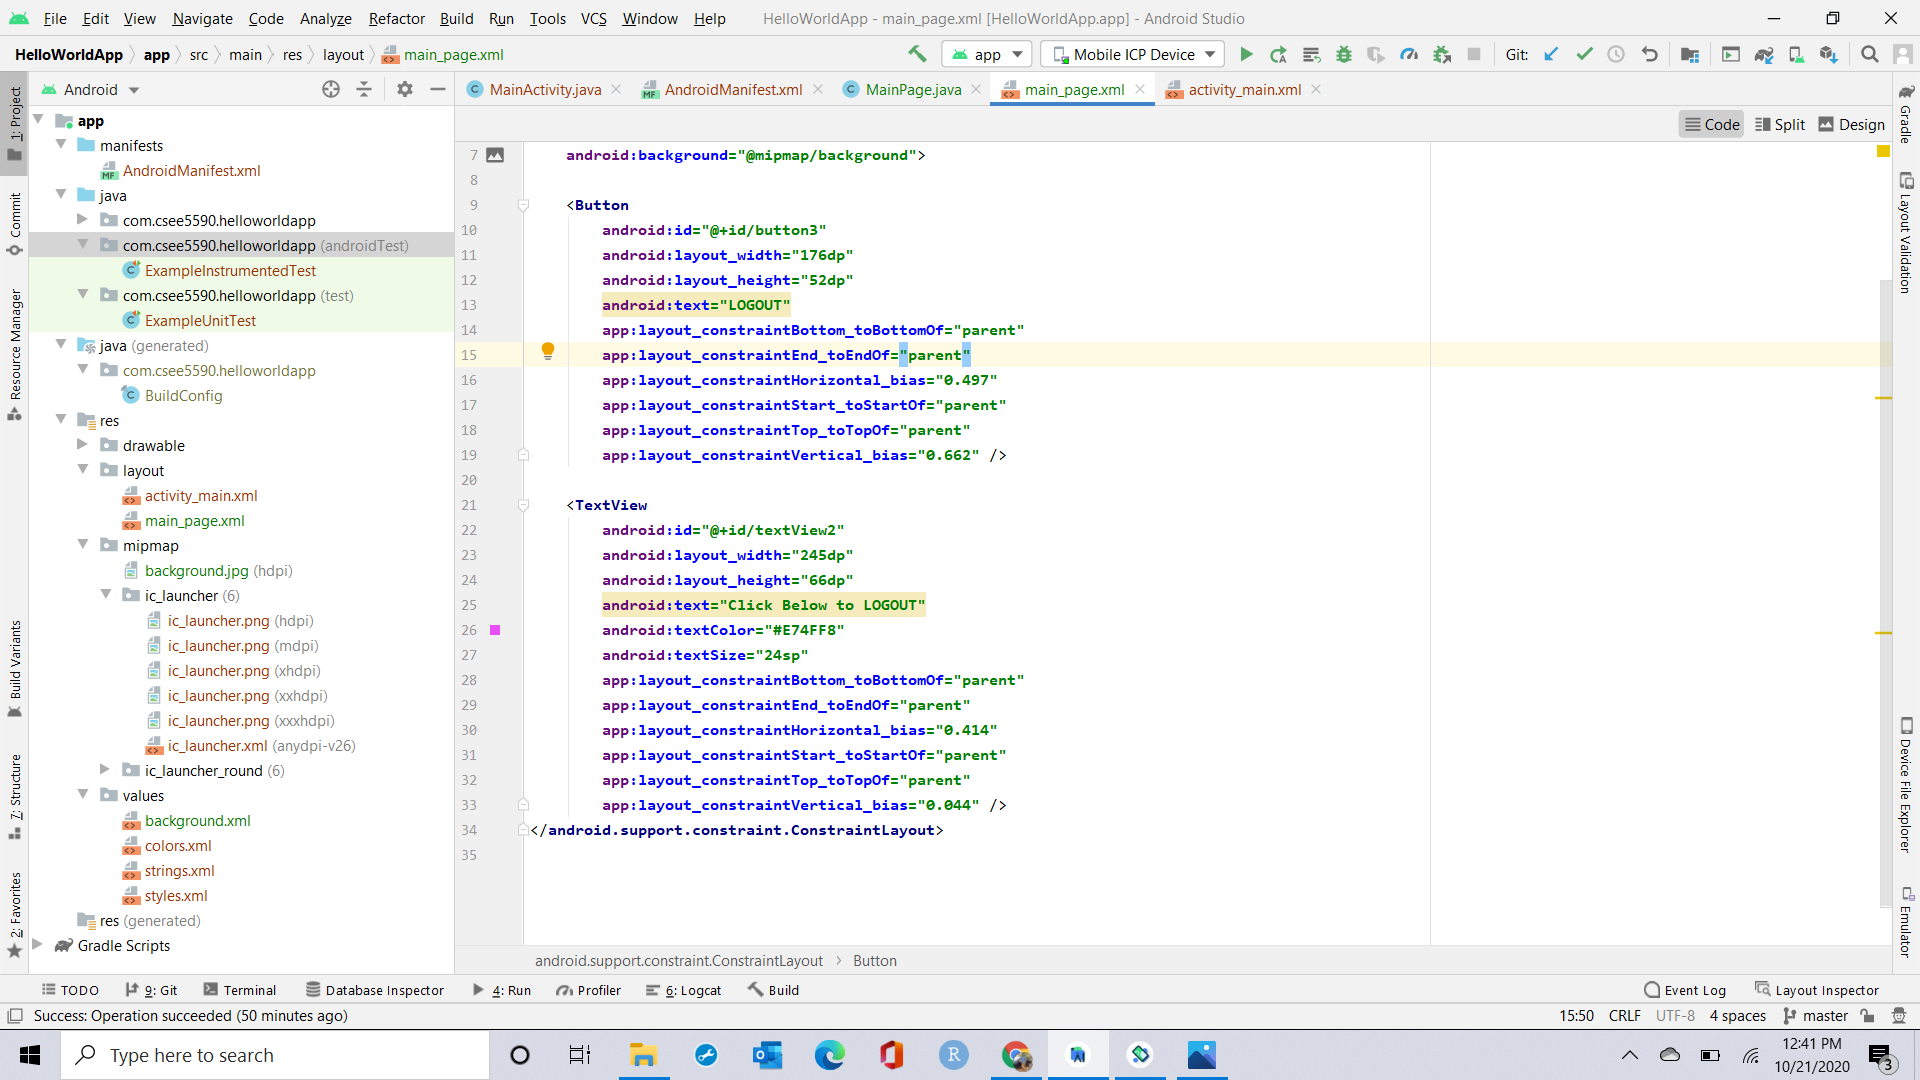 File Edit View Navigate Code Analyze Refactor Build Run Tools VCS Window Help HelloWorldApp - main_page.xml [HelloWorldApp.app] - Android Studio
HelloWorldApp app src main res layout main_page.xml app Mobile ICP Device Git:
Android MainActivity.java AndroidManifest.xml MainPage.java main_page.xml activity_main.xml
Code Split Design
1: Project
Commit
Resource Manager
Build Variants
7: Structure
2: Favorites
app
manifests
AndroidManifest.xml
java
com.csee5590.helloworldapp
com.csee5590.helloworldapp (androidTest)
ExampleInstrumentedTest
com.csee5590.helloworldapp (test)
ExampleUnitTest
java (generated)
com.csee5590.helloworldapp
BuildConfig
res
drawable
layout
activity_main.xml
main_page.xml
mipmap
background.jpg (hdpi)
ic_launcher (6)
ic_launcher.png (hdpi)
ic_launcher.png (mdpi)
ic_launcher.png (xhdpi)
ic_launcher.png (xxhdpi)
ic_launcher.png (xxxhdpi)
ic_launcher.xml (anydpi-v26)
ic_launcher_round (6)
values
background.xml
colors.xml
strings.xml
styles.xml
res (generated)
Gradle Scripts
7 android:background="@mipmap/background">
8
9 <Button
10 android:id="@+id/button3"
11 android:layout_width="176dp"
12 android:layout_height="52dp"
13 android:text="LOGOUT"
14 app:layout_constraintBottom_toBottomOf="parent"
15 app:layout_constraintEnd_toEndOf="parent"
16 app:layout_constraintHorizontal_bias="0.497"
17 app:layout_constraintStart_toStartOf="parent"
18 app:layout_constraintTop_toTopOf="parent"
19 app:layout_constraintVertical_bias="0.662" />
20
21 <TextView
22 android:id="@+id/textView2"
23 android:layout_width="245dp"
24 android:layout_height="66dp"
25 android:text="Click Below to LOGOUT"
26 android:textColor="#E74FF8"
27 android:textSize="24sp"
28 app:layout_constraintBottom_toBottomOf="parent"
29 app:layout_constraintEnd_toEndOf="parent"
30 app:layout_constraintHorizontal_bias="0.414"
31 app:layout_constraintStart_toStartOf="parent"
32 app:layout_constraintTop_toTopOf="parent"
33 app:layout_constraintVertical_bias="0.044" />
34 </android.support.constraint.ConstraintLayout>
35
Gradle
Layout Validation
Device File Explorer
Emulator
android.support.constraint.ConstraintLayout Button
TODO 9: Git Terminal Database Inspector 4: Run Profiler 6: Logcat Build Event Log Layout Inspector
Success: Operation succeeded (50 minutes ago) 15:50 CRLF UTF-8 4 spaces master
Type here to search
12:41 PM
10/21/2020
3